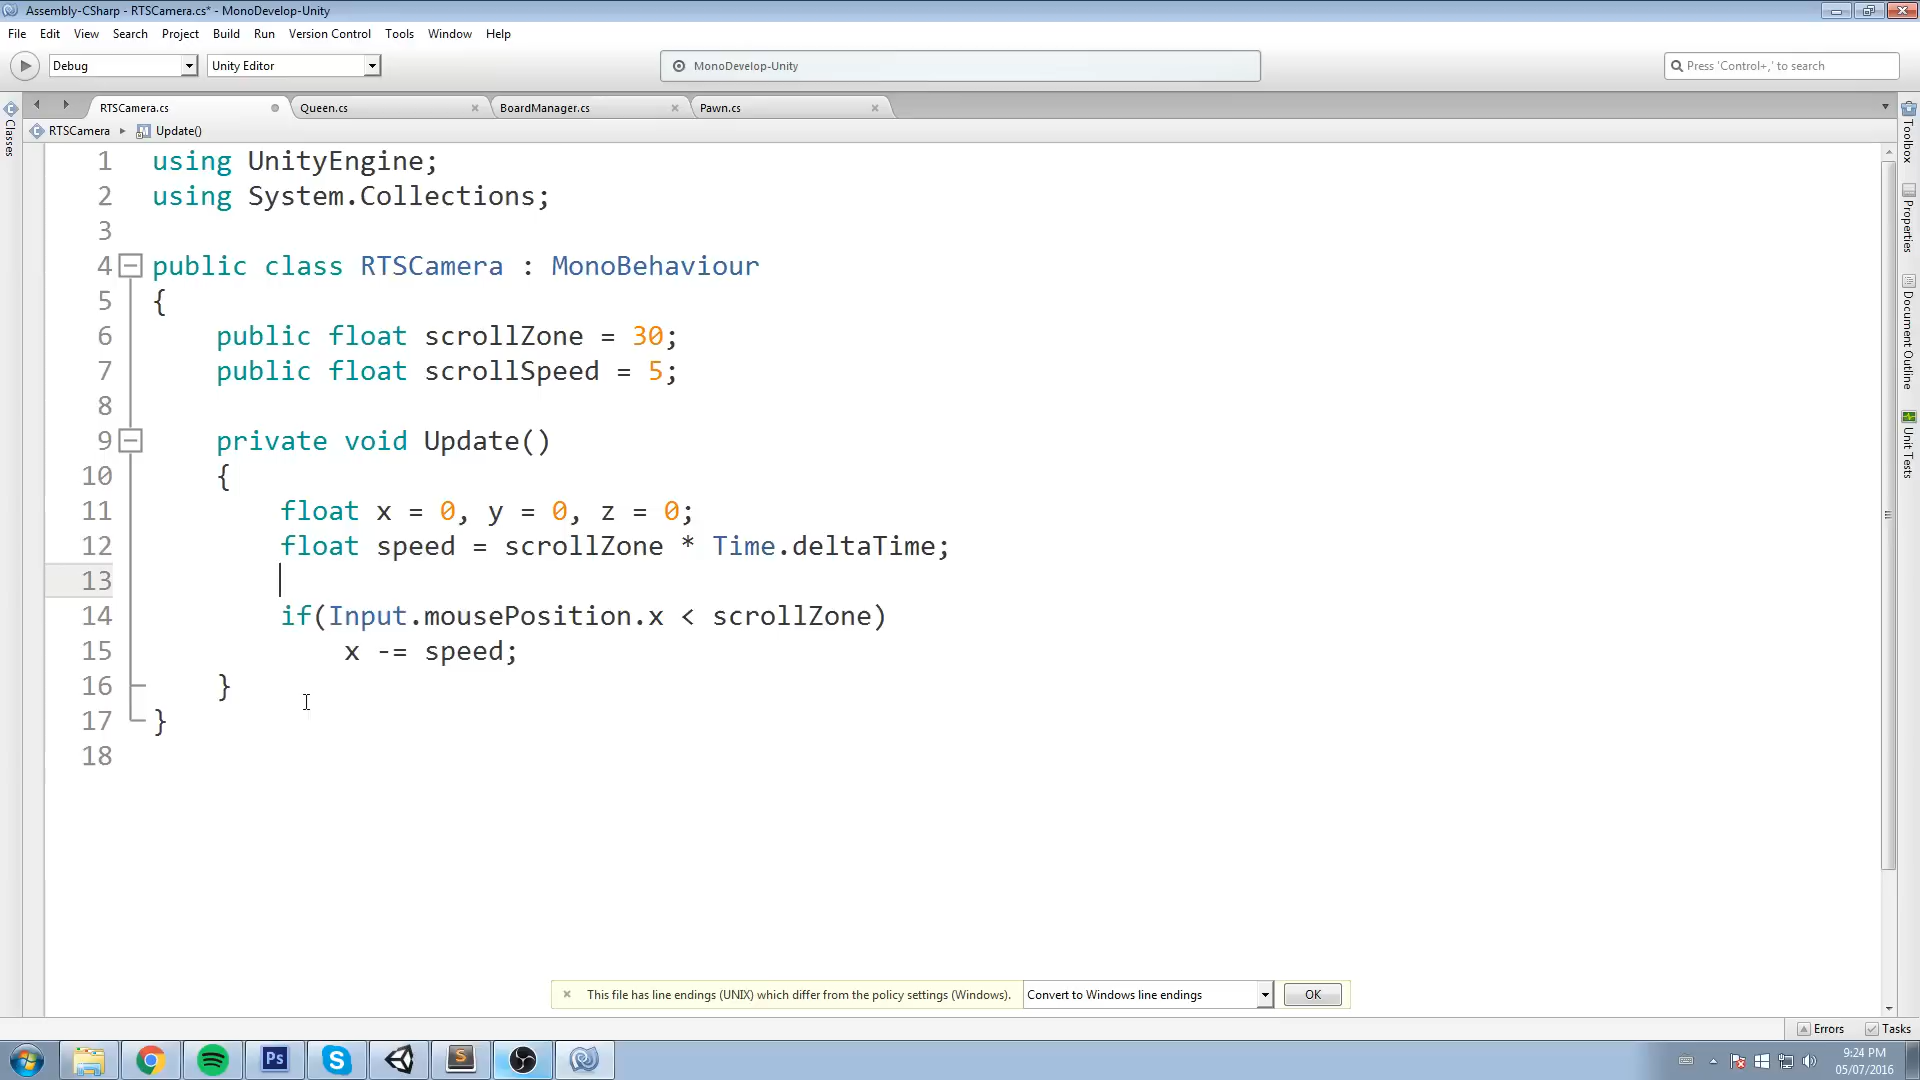 Assembly-CSharp - RTSCamera.cs* - MonoDevelop-Unity
File Edit View Search Project Build Run Version Control Tools Window Help
Debug Unity Editor MonoDevelop-Unity Press 'Control+,' to search
RTSCamera.cs Queen.cs BoardManager.cs Pawn.cs
RTSCamera Update()
Classes
Toolbox
Properties
Document Outline
Unit Tests
1 using UnityEngine;
2 using System.Collections;
3
4 public class RTSCamera : MonoBehaviour
5 {
6 public float scrollZone = 30;
7 public float scrollSpeed = 5;
8
9 private void Update()
10 {
11 float x = 0, y = 0, z = 0;
12 float speed = scrollZone * Time.deltaTime;
13
14 if(Input.mousePosition.x < scrollZone)
15 x -= speed;
16 }
17 }
18
This file has line endings (UNIX) which differ from the policy settings (Windows). Convert to Windows line endings OK
Errors Tasks
Ps S S
9:24 PM
05/07/2016